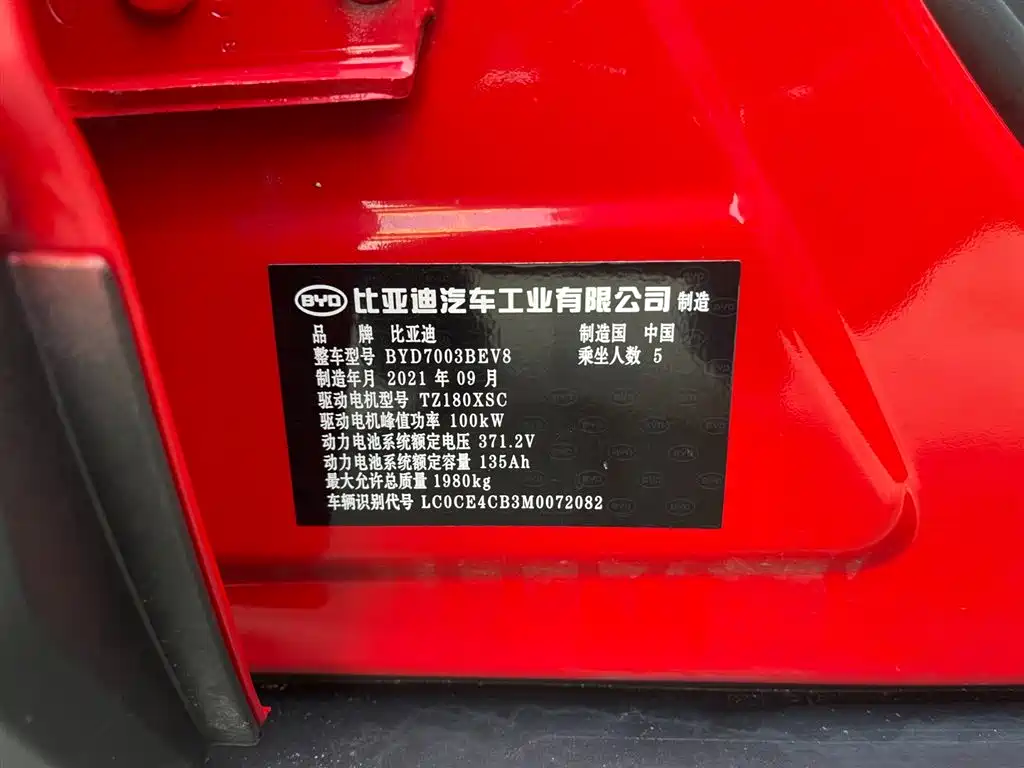 BYD 比亚迪汽车工业有限公司 制造
品 牌 比亚迪 制造国 中国
整车型号 BYD7003BEV8 乘坐人数 5
制造年月 2021 年 09 月
驱动电机型号 TZ180XSC
驱动电机峰值功率 100kW
动力电池系统额定电压 371.2V
动力电池系统额定容量 135Ah
最大允许总质量 1980kg
车辆识别代号 LC0CE4CB3M0072082